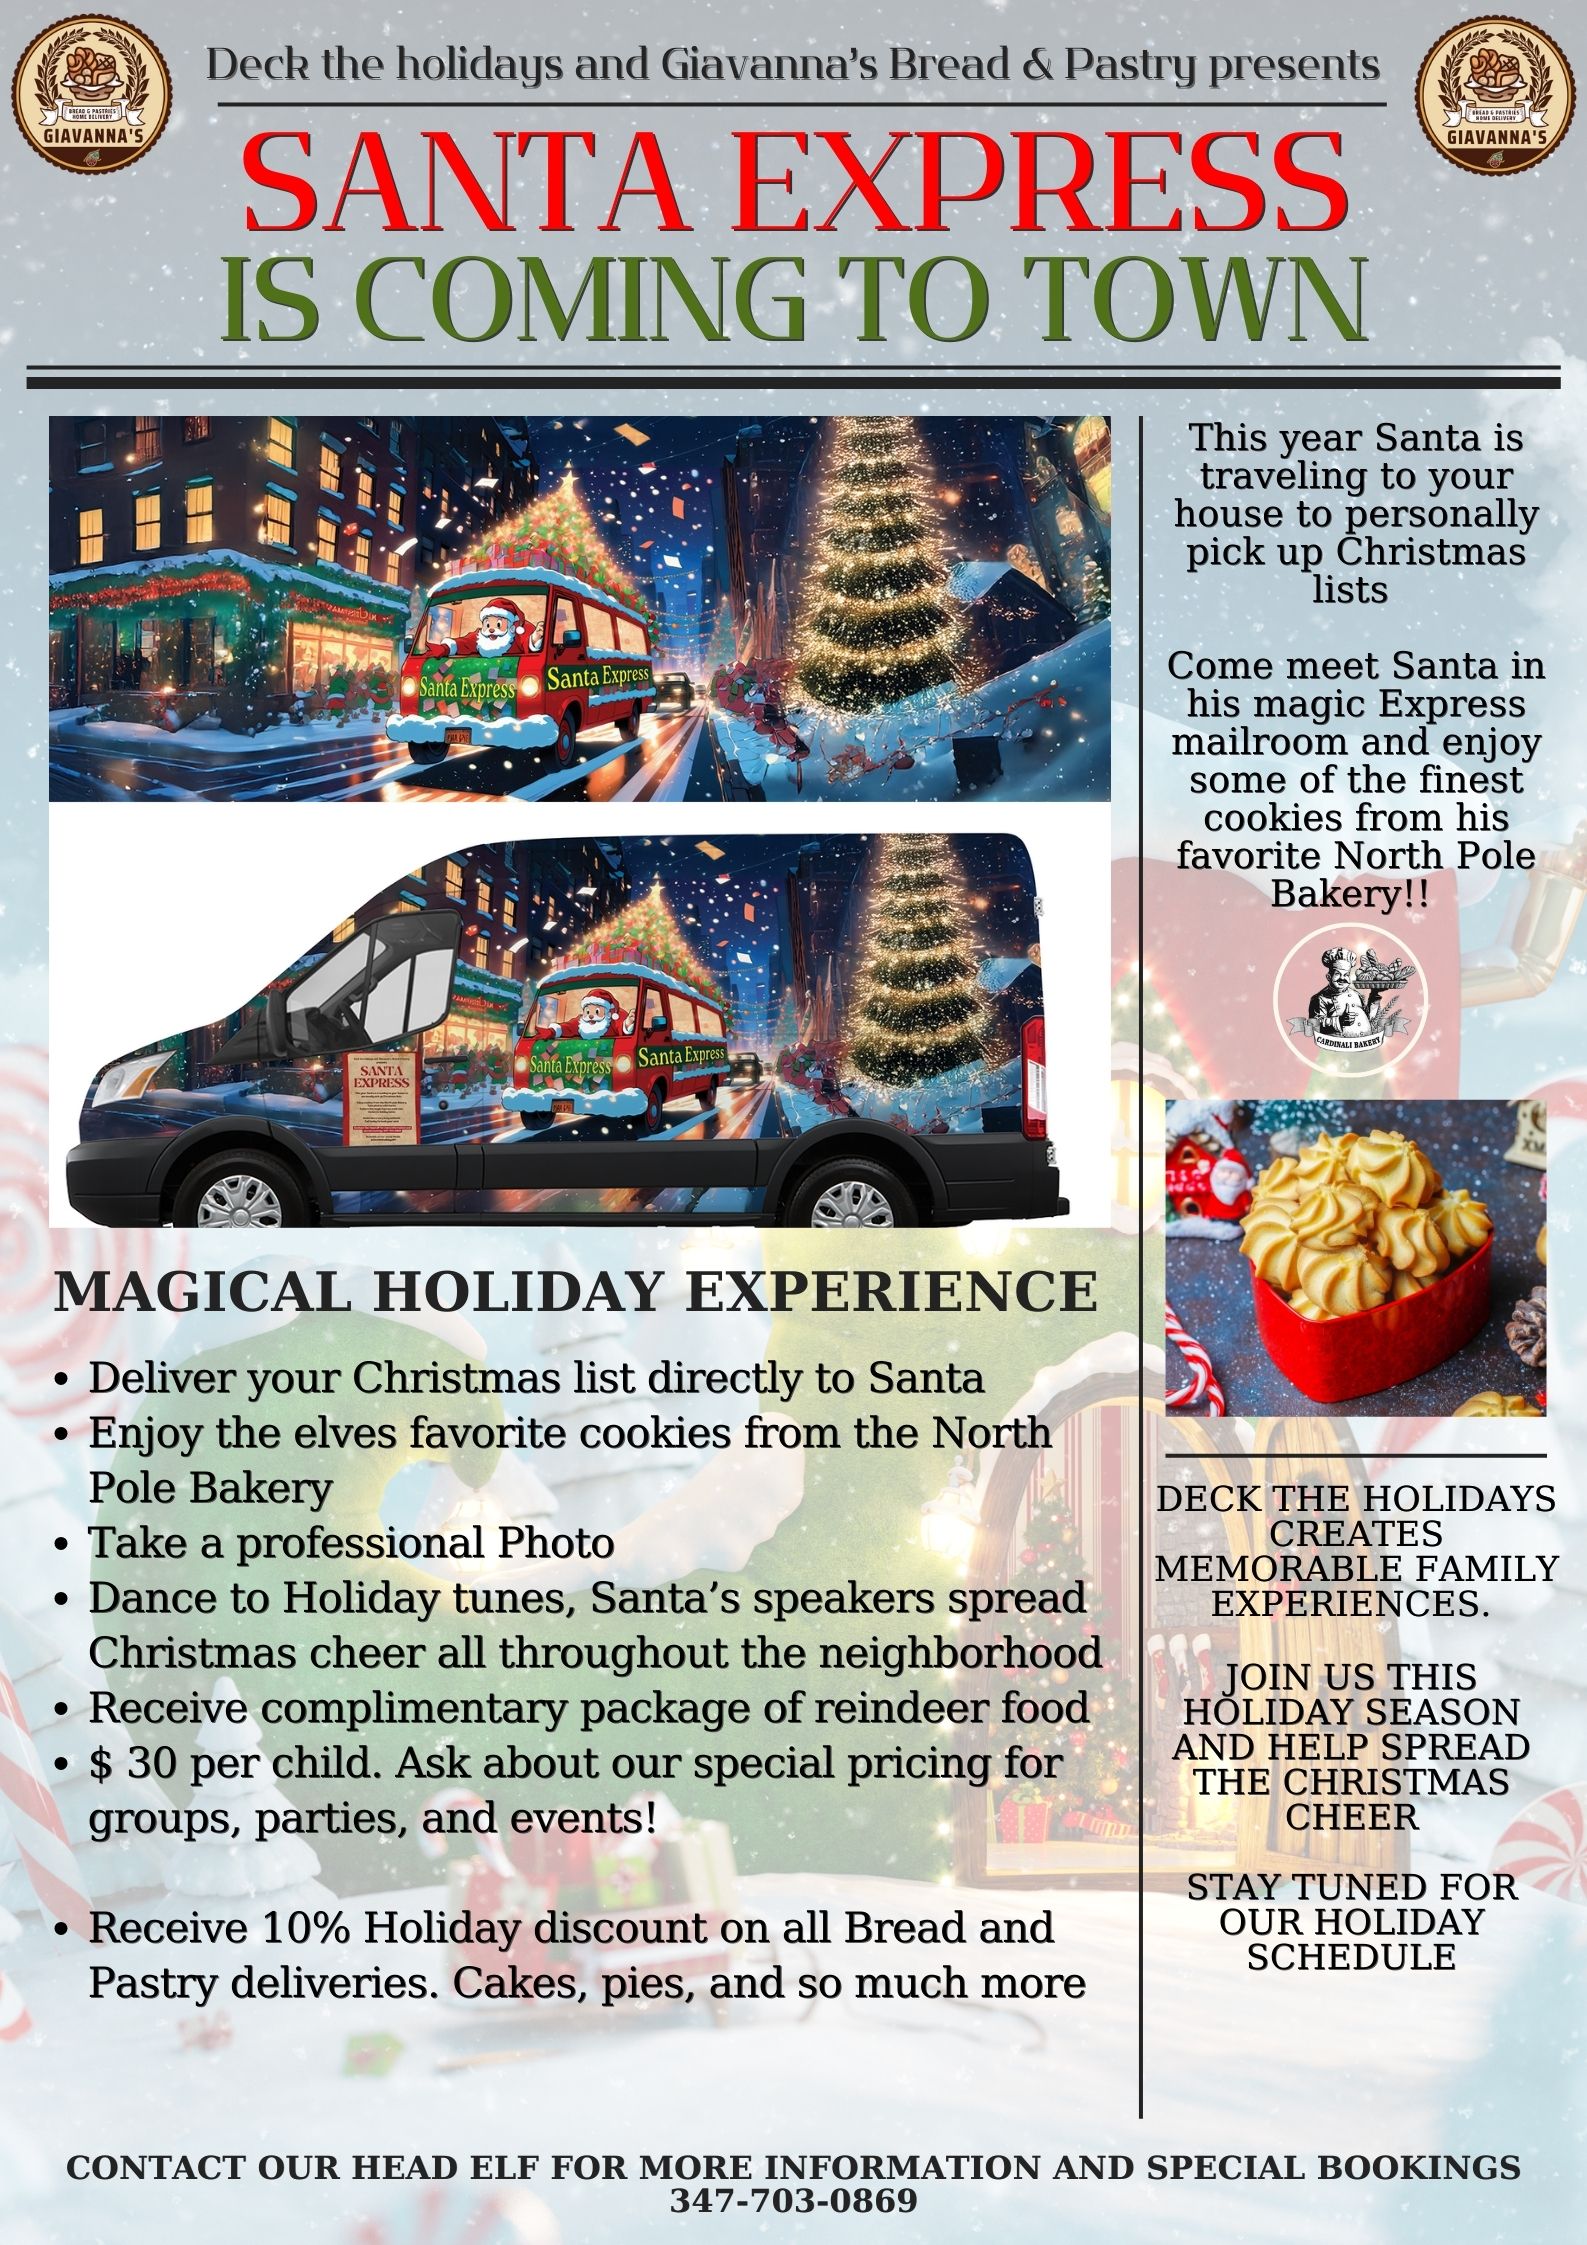 Deck the holidays and Giavanna's Bread & Pastry presents
BREAD & PASTRIES
HOME DELIVERY
GIAVANNA'S
BREAD & PASTRIES
HOME DELIVERY
GIAVANNA'S
SANTA EXPRESS
IS COMING TO TOWN
Santa Express
Santa Express
Santa Express
Santa Express
SANTA
EXPRESS
MAGICAL HOLIDAY EXPERIENCE
• Deliver your Christmas list directly to Santa
• Enjoy the elves favorite cookies from the North
Pole Bakery
• Take a professional Photo
• Dance to Holiday tunes, Santa’s speakers spread
Christmas cheer all throughout the neighborhood
• Receive complimentary package of reindeer food
• $ 30 per child. Ask about our special pricing for
groups, parties, and events!
• Receive 10% Holiday discount on all Bread and
Pastry deliveries. Cakes, pies, and so much more
This year Santa is
traveling to your
house to personally
pick up Christmas
lists
Come meet Santa in
his magic Express
mailroom and enjoy
some of the finest
cookies from his
favorite North Pole
Bakery!!
CARDINALI BAKERY
DECK THE HOLIDAYS
CREATES
MEMORABLE FAMILY
EXPERIENCES.
JOIN US THIS
HOLIDAY SEASON
AND HELP SPREAD
THE CHRISTMAS
CHEER
STAY TUNED FOR
OUR HOLIDAY
SCHEDULE
CONTACT OUR HEAD ELF FOR MORE INFORMATION AND SPECIAL BOOKINGS
347-703-0869